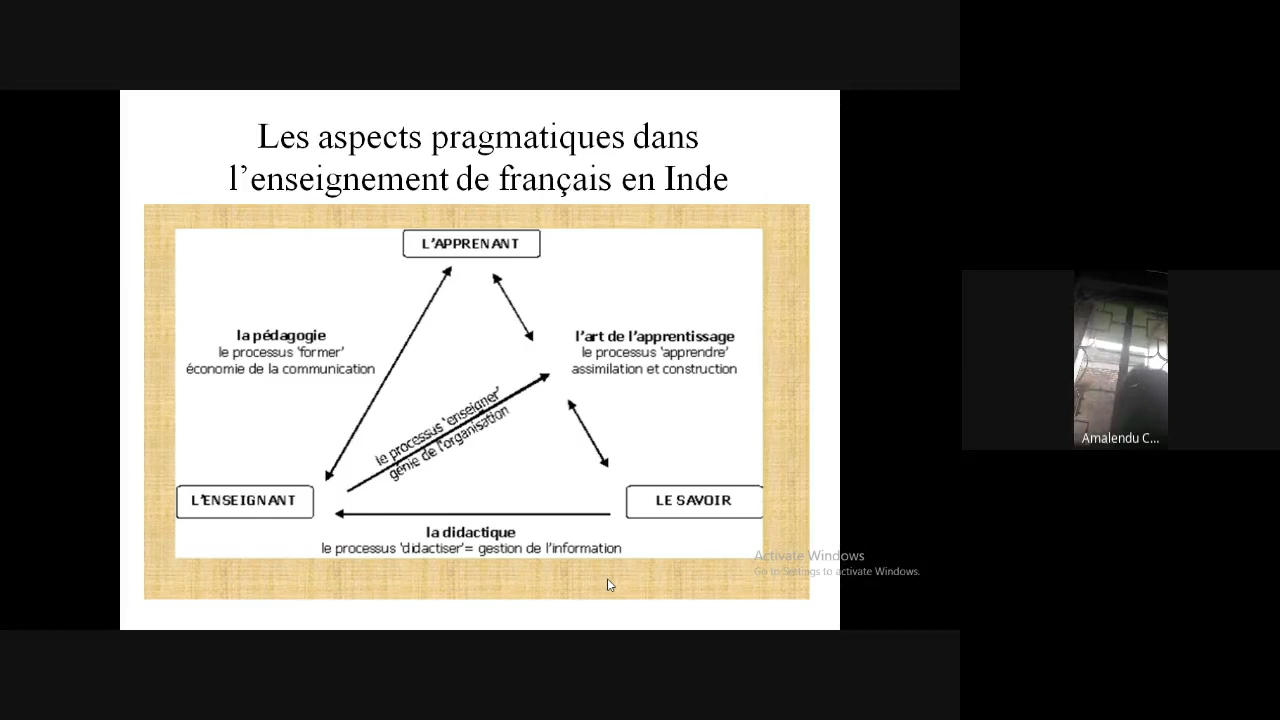 Les aspects pragmatiques dans
l’enseignement de français en Inde
L’APPRENANT
la pédagogie
le processus ‘former’
économie de la communication
l’art de l’apprentissage
le processus ‘apprendre’
assimilation et construction
le processus ‘enseigner’
génie de l’organisation
L’ENSEIGNANT
LE SAVOIR
la didactique
le processus ‘didactiser’= gestion de l’information
Activate Windows
Go to Settings to activate Windows.
Amalendu C...